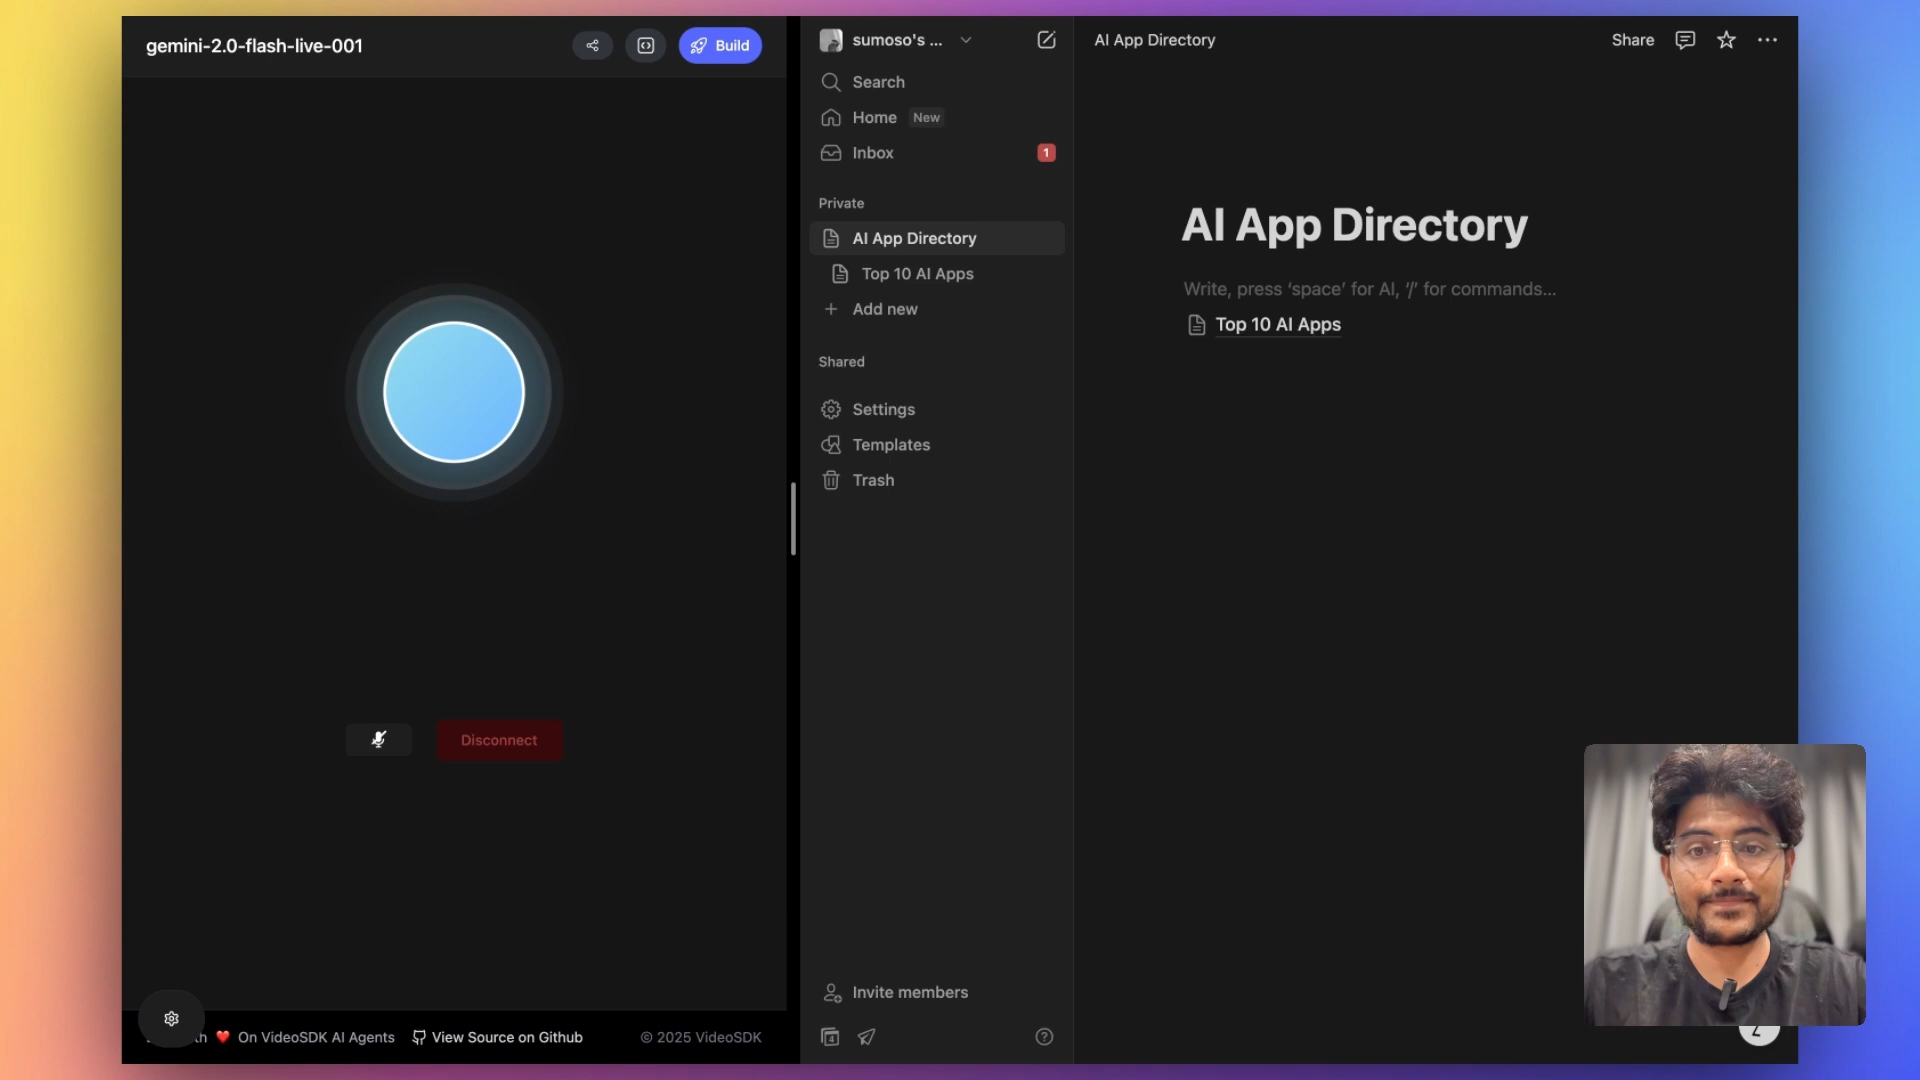 gemini-2.0-flash-live-001
Build
Disconnect
th ❤️ On VideoSDK AI Agents
View Source on Github
© 2025 VideoSDK
sumoso's ...
Search
Home New
Inbox 1
Private
AI App Directory
Top 10 AI Apps
+ Add new
Shared
Settings
Templates
Trash
Invite members
4
?
AI App Directory
Share
AI App Directory
Write, press ‘space’ for AI, ‘/’ for commands...
Top 10 AI Apps